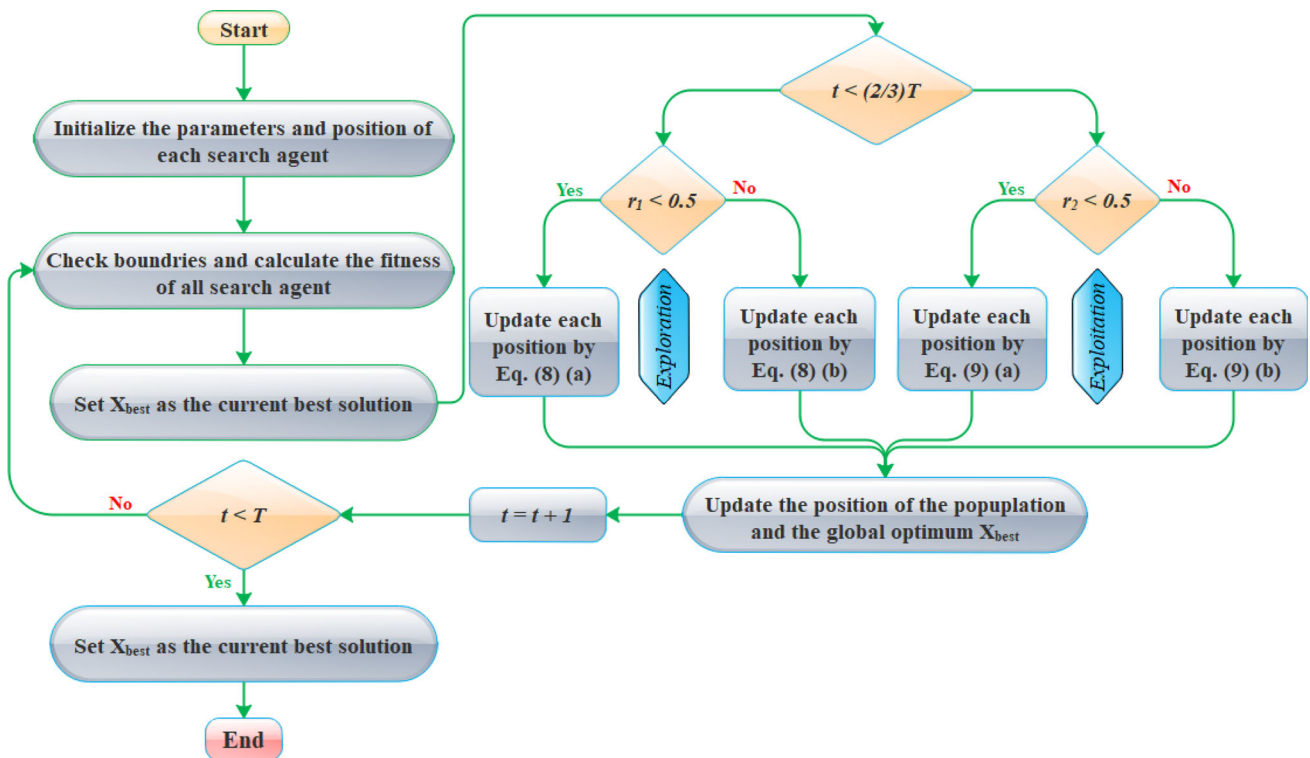 Start
Initialize the parameters and position of
each search agent
Check boundries and calculate the fitness
of all search agent
Set X_best as the current best solution
t < (2/3)T
r₁ < 0.5
Yes
No
r₂ < 0.5
Yes
No
Update each
position by
Eq. (8) (a)
Exploration
Update each
position by
Eq. (8) (b)
Update each
position by
Eq. (9) (a)
Exploitation
Update each
position by
Eq. (9) (b)
Update the position of the popuplation
and the global optimum X_best
t = t + 1
t < T
No
Yes
Set X_best as the current best solution
End